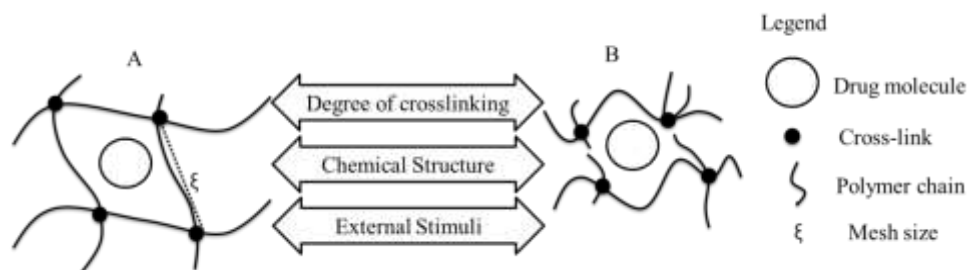 A
B
Legend
Degree of crosslinking
Drug molecule
Chemical Structure
Cross-link
ξ
Polymer chain
External Stimuli
ξ Mesh size